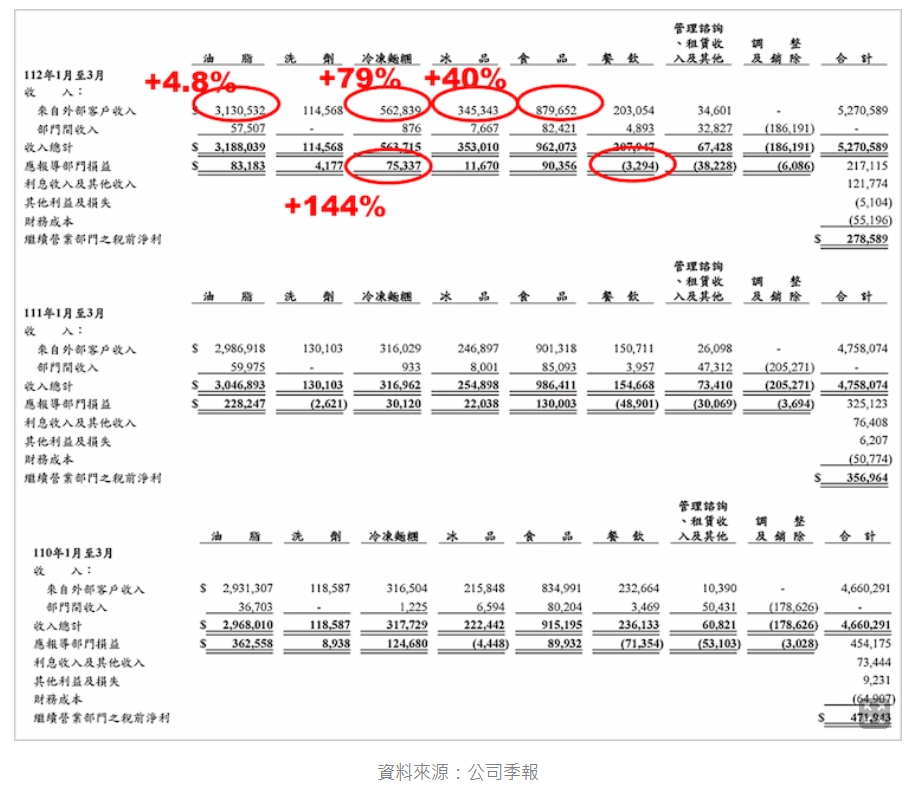 管理諮詢
、租賃收 調 整
油 脂 洗 劑 冷凍麵糰 冰 品 食 品 餐 飲 入及其他 及 銷 除 合 計
112年1月至3月
+4.8% +79% +40%
收 入：
來自外部客戶收入 $ 3,130,532 114,568 562,839 345,343 879,652 203,054 34,601 - 5,270,589
部門間收入 57,507 - 876 7,667 82,421 4,893 32,827 (186,191) -
收入總計 $ 3,188,039 114,568 563,715 353,010 962,073 207,947 67,428 (186,191) 5,270,589
應報導部門損益 $ 83,183 4,177 75,337 11,670 90,356 (3,294) (38,228) (6,086) 217,115
利息收入及其他收入 121,774
其他利益及損失 (5,104)
+144%
財務成本 (55,196)
繼續營業部門之稅前淨利 $ 278,589
管理諮詢
、租賃收 調 整
油 脂 洗 劑 冷凍麵糰 冰 品 食 品 餐 飲 入及其他 及 銷 除 合 計
111年1月至3月
收 入：
來自外部客戶收入 $ 2,986,918 130,103 316,029 246,897 901,318 150,711 26,098 - 4,758,074
部門間收入 59,975 - 933 8,001 85,093 3,957 47,312 (205,271) -
收入總計 $ 3,046,893 130,103 316,962 254,898 986,411 154,668 73,410 (205,271) 4,758,074
應報導部門損益 $ 228,247 (2,621) 30,120 22,038 130,003 (48,901) (30,069) (3,694) 325,123
利息收入及其他收入 76,408
其他利益及損失 6,207
財務成本 (50,774)
繼續營業部門之稅前淨利 $ 356,964
管理諮詢
、租賃收 調 整
油 脂 洗 劑 冷凍麵糰 冰 品 食 品 餐 飲 入及其他 及 銷 除 合 計
110年1月至3月
收 入：
來自外部客戶收入 $ 2,931,307 118,587 316,504 215,848 834,991 232,664 10,390 - 4,660,291
部門間收入 36,703 - 1,225 6,594 80,204 3,469 50,431 (178,626) -
收入總計 $ 2,968,010 118,587 317,729 222,442 915,195 236,133 60,821 (178,626) 4,660,291
應報導部門損益 $ 362,558 8,938 124,680 (4,448) 89,932 (71,354) (53,103) (3,028) 454,175
利息收入及其他收入 73,444
其他利益及損失 9,231
財務成本 (64,907)
繼續營業部門之稅前淨利 $ 471,943
資料來源：公司季報